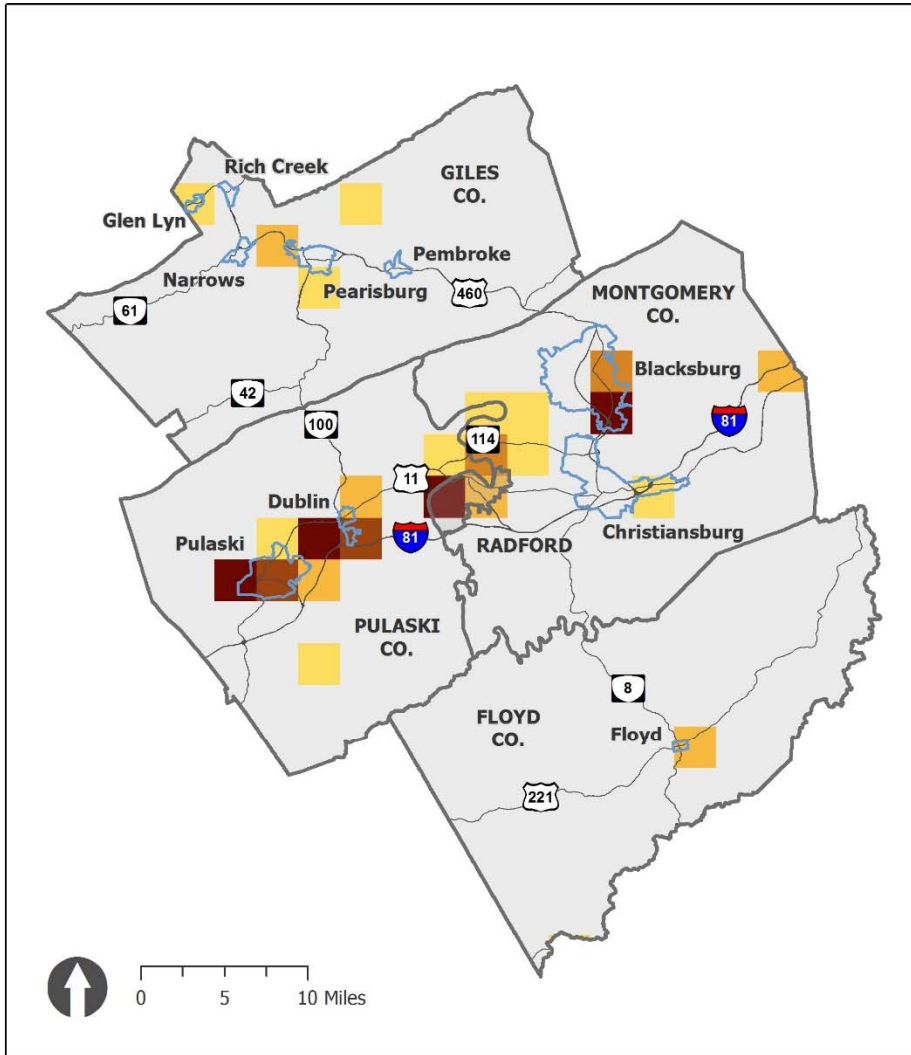 Rich Creek
GILES
CO.
Glen Lyn
Pembroke
Narrows
Pearisburg
460
MONTGOMERY
CO.
61
Blacksburg
42
81
100
114
11
Dublin
Pulaski
81
RADFORD
Christiansburg
PULASKI
CO.
8
FLOYD
CO.
Floyd
221
0 5 10 Miles